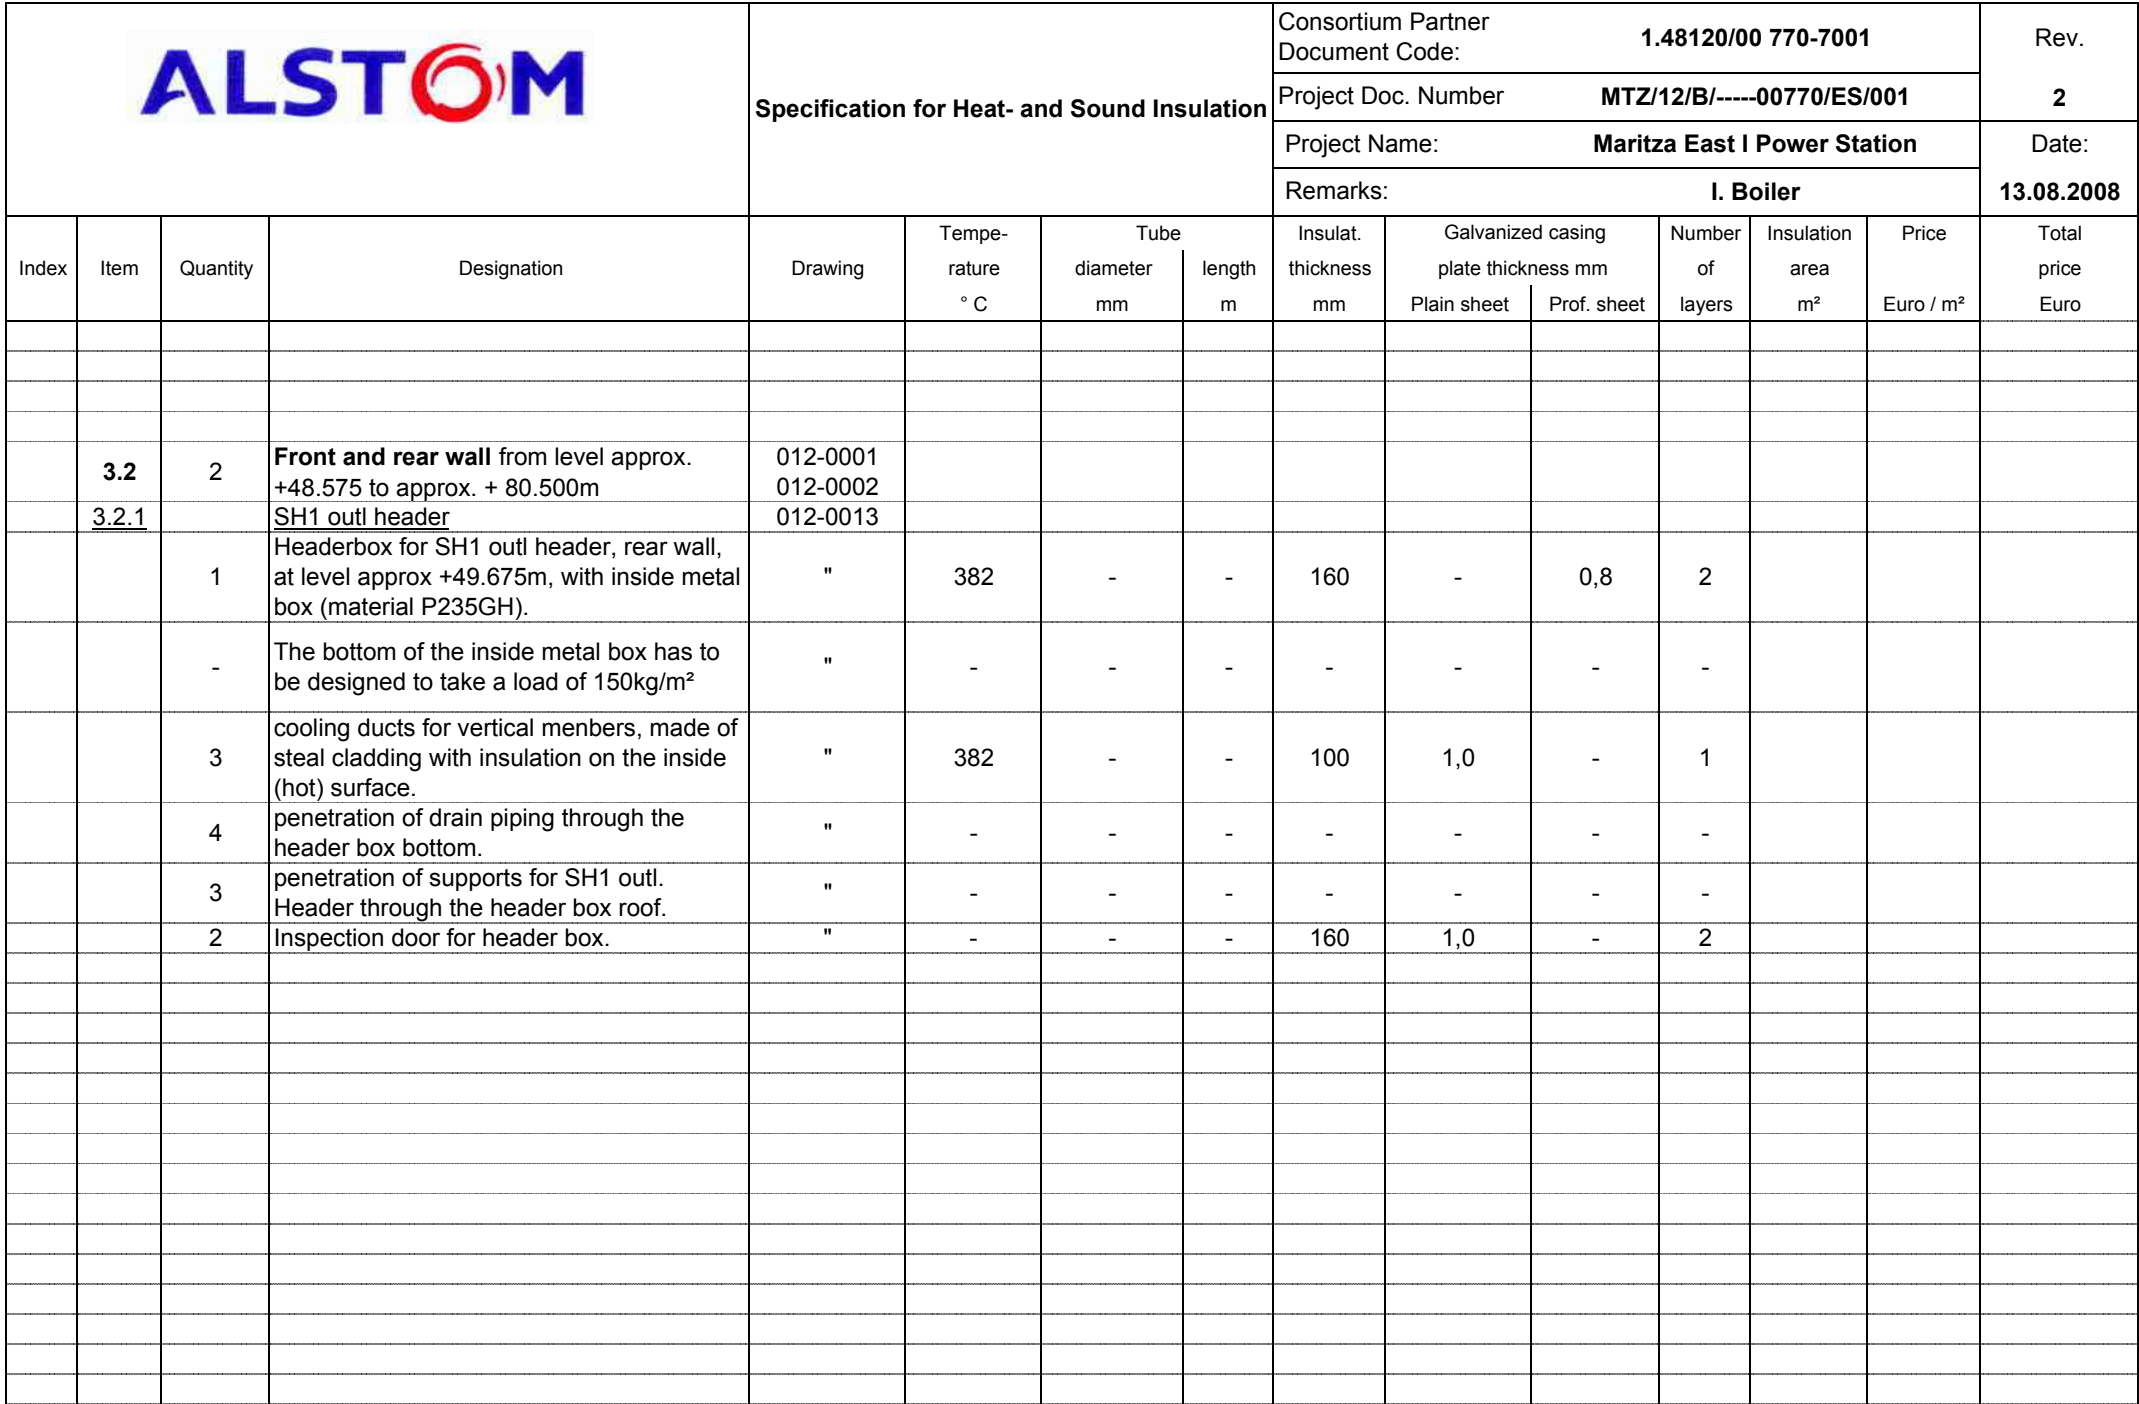 ALSTOM
Specification for Heat- and Sound Insulation
Consortium Partner
Document Code:
1.48120/00 770-7001
Rev.
Project Doc. Number
MTZ/12/B/-----00770/ES/001
2
Project Name:
Maritza East I Power Station
Date:
Remarks:
I. Boiler
13.08.2008
Index
Item
Quantity
Designation
Drawing
Tempe-
rature
° C
Tube
diameter
mm
length
m
Insulat.
thickness
mm
Galvanized casing
plate thickness mm
Plain sheet
Prof. sheet
Number
of
layers
Insulation
area
m²
Price
Euro / m²
Total
price
Euro
3.2
2
Front and rear wall from level approx.
+48.575 to approx. + 80.500m
012-0001
012-0002
3.2.1
SH1 outl header
012-0013
1
Headerbox for SH1 outl header, rear wall,
at level approx +49.675m, with inside metal
box (material P235GH).
" 382 - - 160 - 0,8 2
-
The bottom of the inside metal box has to
be designed to take a load of 150kg/m²
" - - - - - - -
3
cooling ducts for vertical menbers, made of
steal cladding with insulation on the inside
(hot) surface.
" 382 - - 100 1,0 - 1
4
penetration of drain piping through the
header box bottom.
" - - - - - - -
3
penetration of supports for SH1 outl.
Header through the header box roof.
" - - - - - - -
2 Inspection door for header box. " - - - 160 1,0 - 2